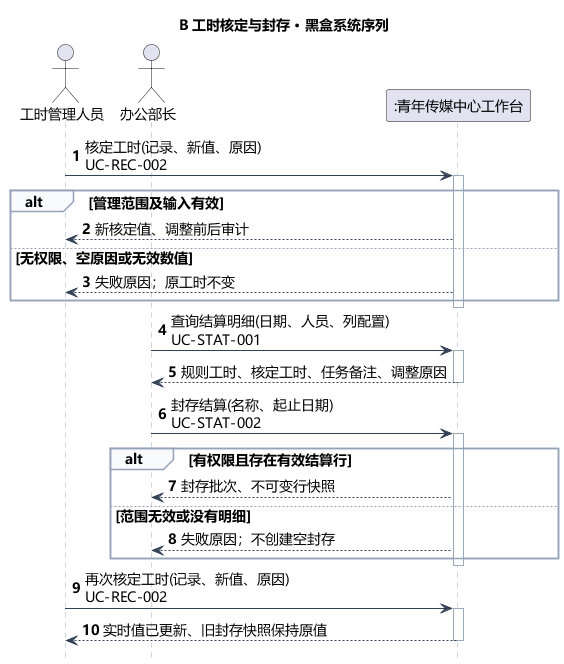 B 工时核定与封存 • 黑盒系统序列
工时管理人员
办公部长
:青年传媒中心工作台
1 核定工时(记录、新值、原因)
UC-REC-002
alt [管理范围及输入有效]
2 新核定值、调整前后审计
[无权限、空原因或无效数值]
3 失败原因；原工时不变
4 查询结算明细(日期、人员、列配置)
UC-STAT-001
5 规则工时、核定工时、任务备注、调整原因
6 封存结算(名称、起止日期)
UC-STAT-002
alt [有权限且存在有效结算行]
7 封存批次、不可变行快照
[范围无效或没有明细]
8 失败原因；不创建空封存
9 再次核定工时(记录、新值、原因)
UC-REC-002
10 实时值已更新、旧封存快照保持原值